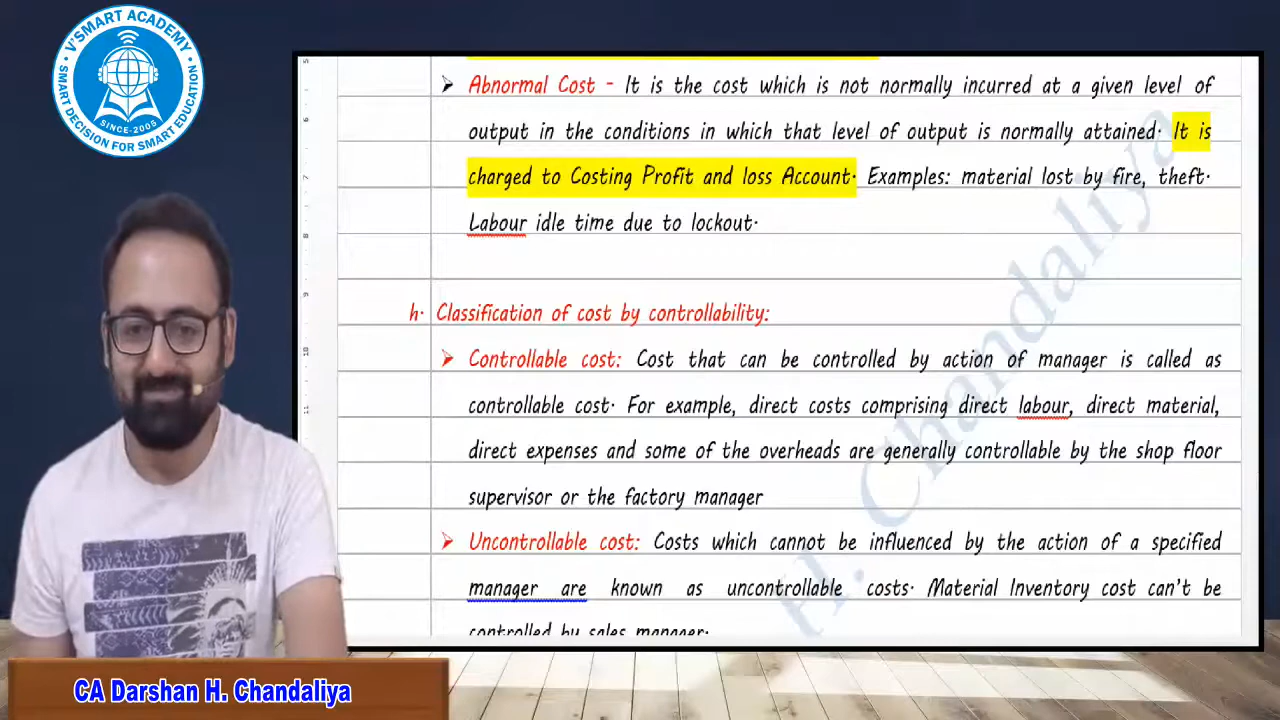 V'SMART ACADEMY
SINCE-2005
SMART DECISION FOR SMART EDUCATION
Abnormal Cost - It is the cost which is not normally incurred at a given level of
output in the conditions in which that level of output is normally attained. It is
charged to Costing Profit and loss Account. Examples: material lost by fire, theft.
Labour idle time due to lockout.
h. Classification of cost by controllability:
Controllable cost: Cost that can be controlled by action of manager is called as
controllable cost. For example, direct costs comprising direct labour, direct material,
direct expenses and some of the overheads are generally controllable by the shop floor
supervisor or the factory manager
Uncontrollable cost: Costs which cannot be influenced by the action of a specified
manager are known as uncontrollable costs. Material Inventory cost can't be
controlled by sales manager.
H. Chandaliya
CA Darshan H. Chandaliya